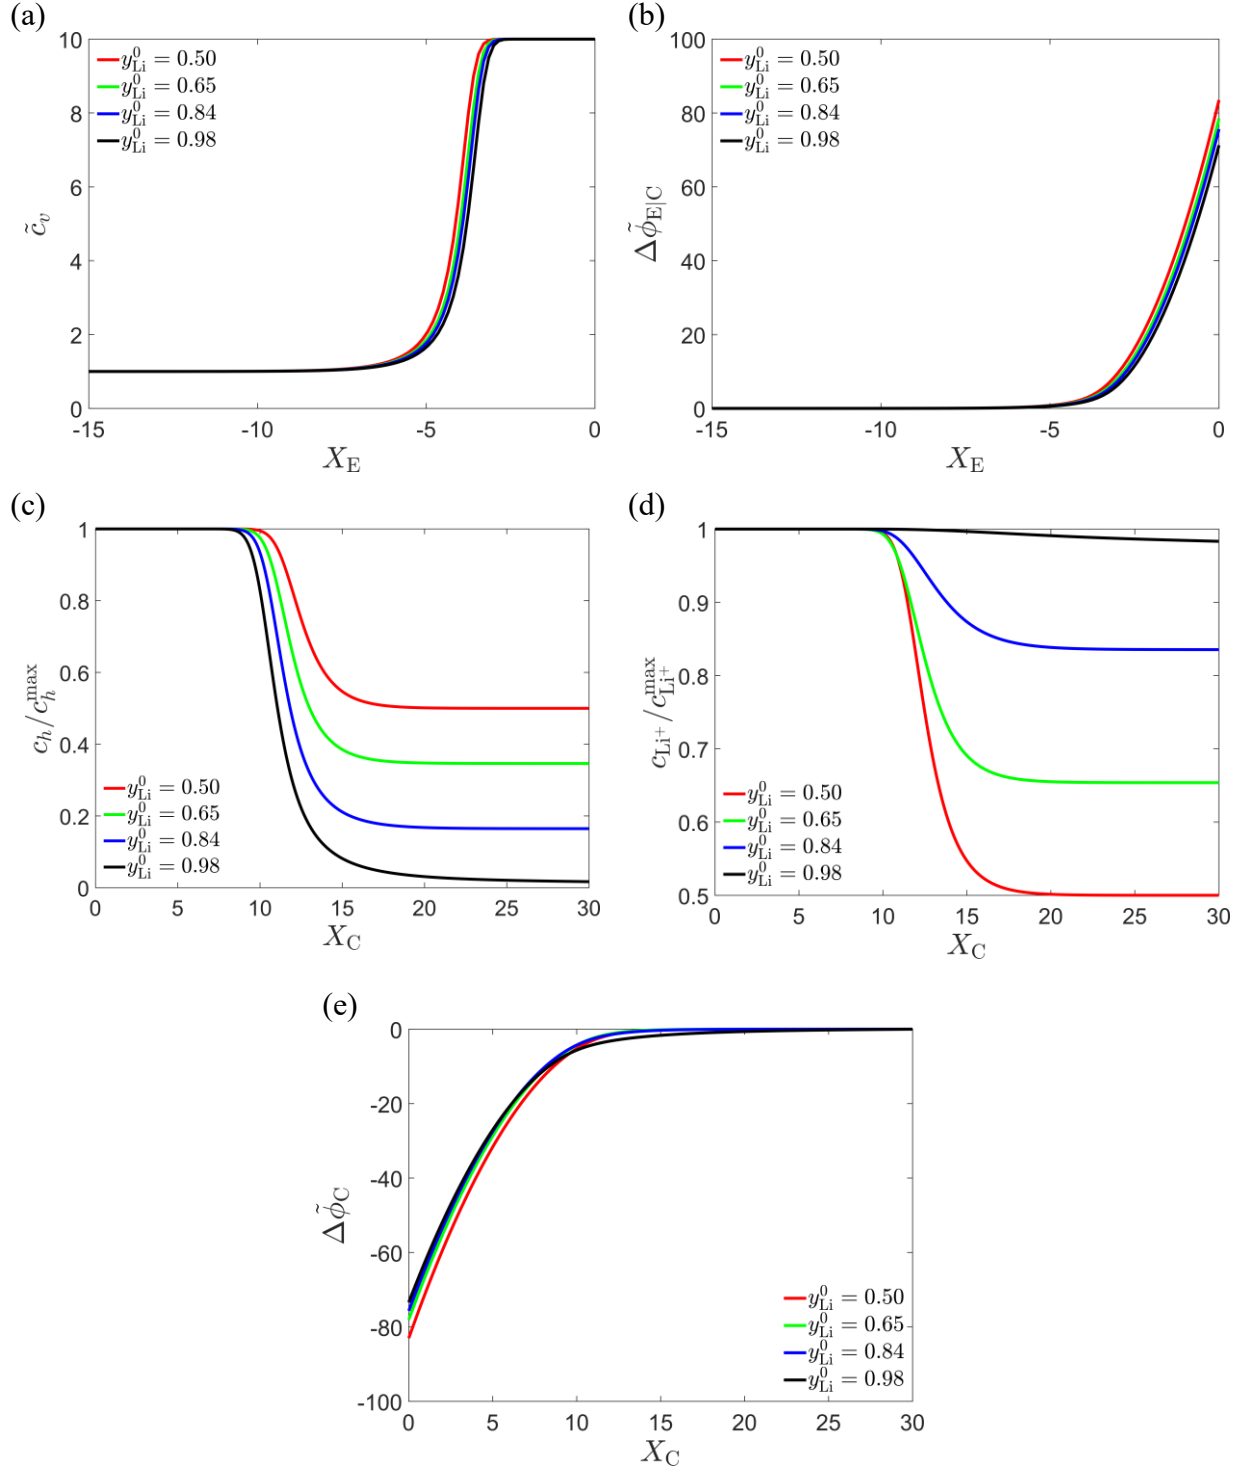 (a)
10
8
6
4
2
0
c̃_v
y⁰_Li = 0.50
y⁰_Li = 0.65
y⁰_Li = 0.84
y⁰_Li = 0.98
-15 -10 -5 0
X_E
(b)
100
80
60
40
20
0
Δϕ̃_E|C
y⁰_Li = 0.50
y⁰_Li = 0.65
y⁰_Li = 0.84
y⁰_Li = 0.98
-15 -10 -5 0
X_E
(c)
1
0.8
0.6
0.4
0.2
0
c_h/c_h^max
y⁰_Li = 0.50
y⁰_Li = 0.65
y⁰_Li = 0.84
y⁰_Li = 0.98
0 5 10 15 20 25 30
X_C
(d)
1
0.9
0.8
0.7
0.6
0.5
c_Li⁺/c_Li⁺^max
y⁰_Li = 0.50
y⁰_Li = 0.65
y⁰_Li = 0.84
y⁰_Li = 0.98
0 5 10 15 20 25 30
X_C
(e)
0
-20
-40
-60
-80
-100
Δϕ̃_C
y⁰_Li = 0.50
y⁰_Li = 0.65
y⁰_Li = 0.84
y⁰_Li = 0.98
0 5 10 15 20 25 30
X_C